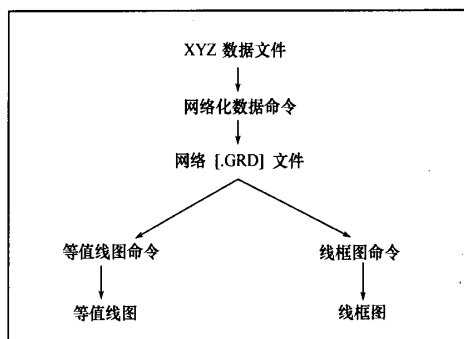 XYZ 数据文件
网络化数据命令
网络 [.GRD] 文件
等值线图命令
线框图命令
等值线图
线框图